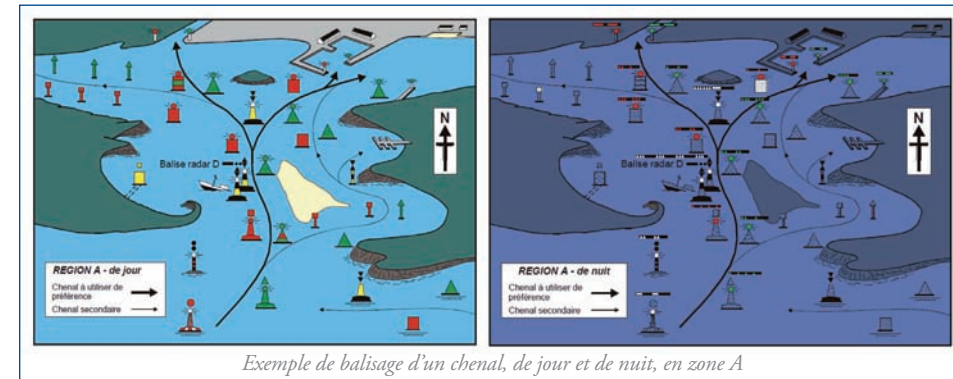 N
Balise radar D
REGION A - de jour
Chenal à utiliser de
préférence
Chenal secondaire
N
Balise radar D
REGION A - de nuit
Chenal à utiliser de
préférence
Chenal secondaire
Exemple de balisage d'un chenal, de jour et de nuit, en zone A